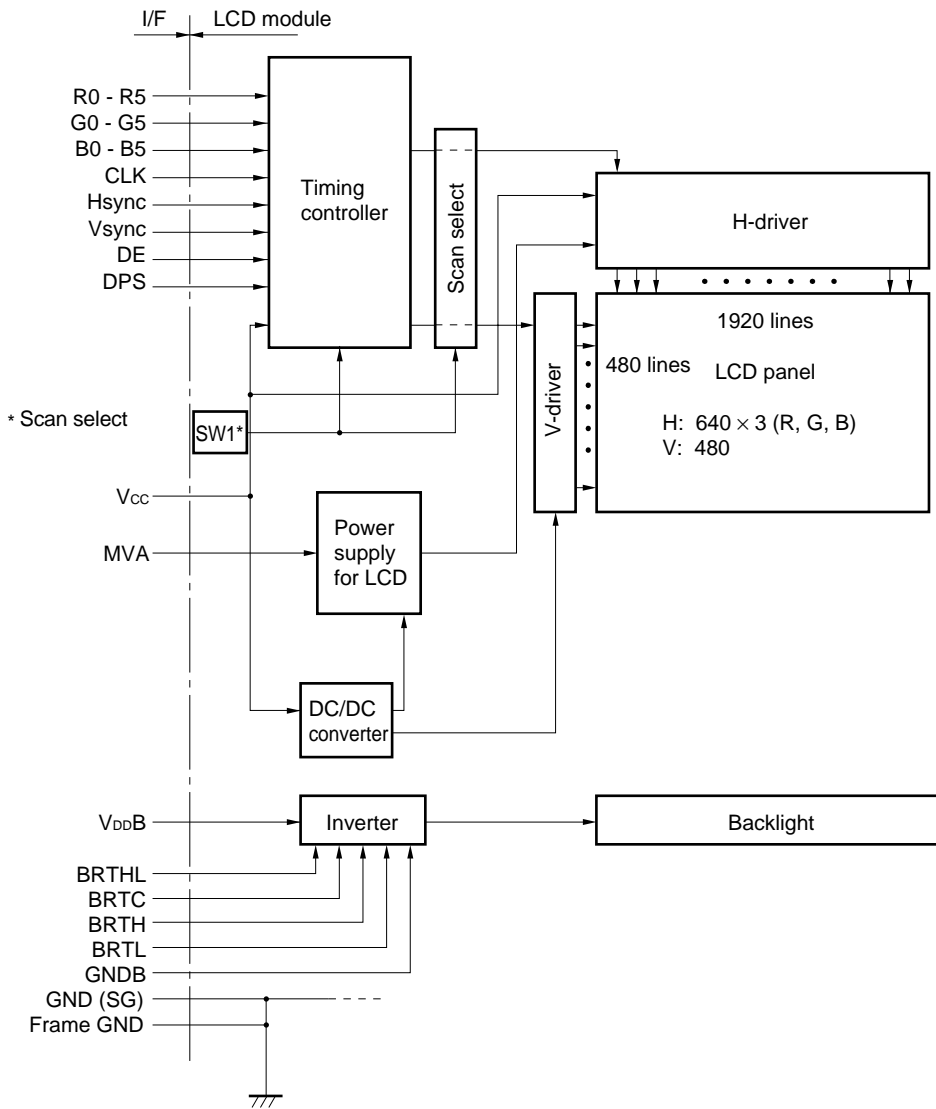 I/F LCD module
R0 - R5
G0 - G5
B0 - B5
CLK
Hsync
Vsync
DE
DPS
Timing
controller
Scan select
H-driver
1920 lines
480 lines
LCD panel
H: 640 × 3 (R, G, B)
V: 480
V-driver
* Scan select
SW1*
VCC
MVA
Power
supply
for LCD
DC/DC
converter
VDDB
Inverter
Backlight
BRTHL
BRTC
BRTH
BRTL
GNDB
GND (SG)
Frame GND